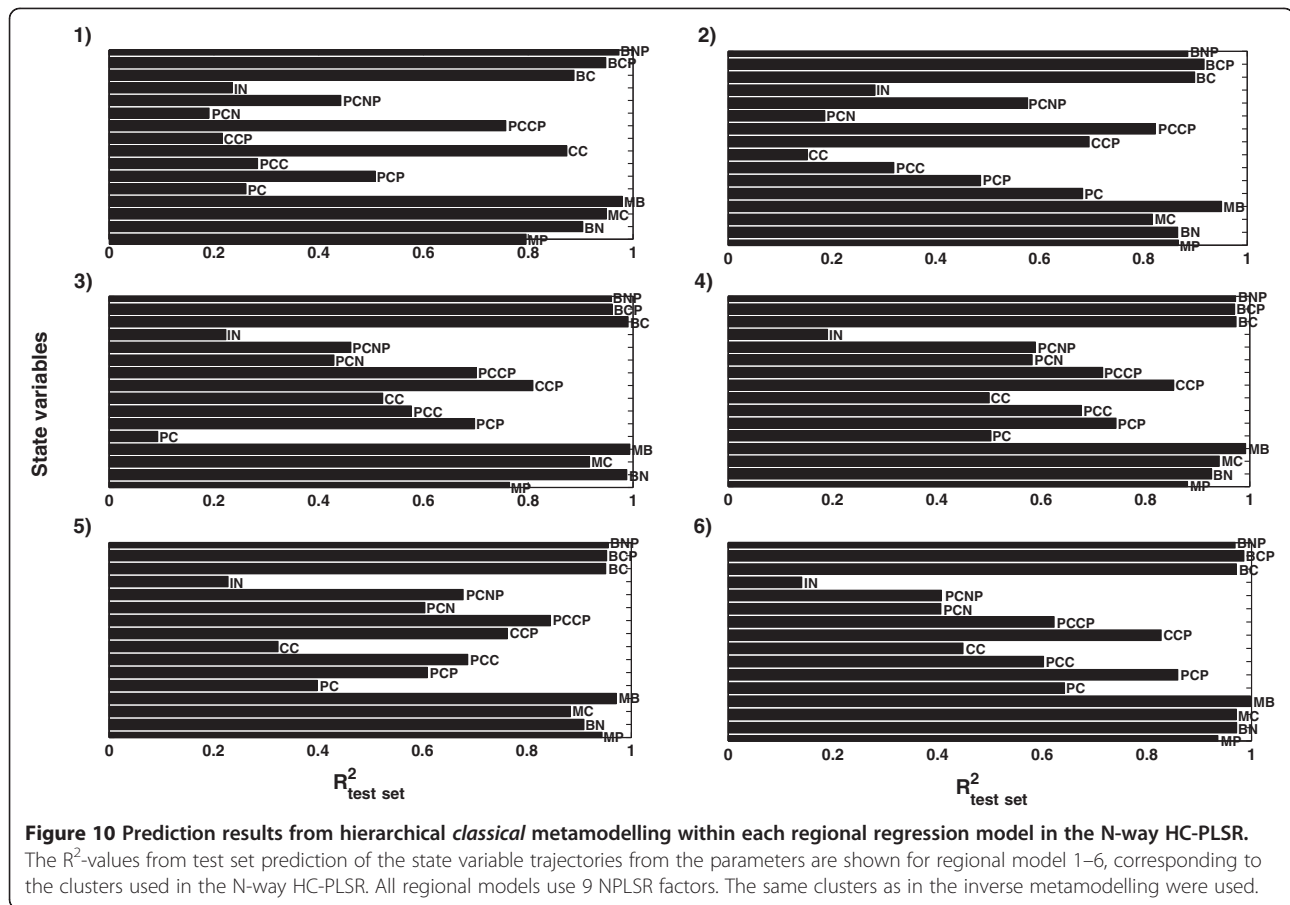 1)
BNP
BCP
BC
IN
PCNP
PCN
PCCP
CCP
CC
PCC
PCP
PC
MB
MC
BN
MP
0 0.2 0.4 0.6 0.8 1
2)
BNP
BCP
BC
IN
PCNP
PCN
PCCP
CCP
CC
PCC
PCP
PC
MB
MC
BN
MP
0 0.2 0.4 0.6 0.8 1
State variables
3)
BNP
BCP
BC
IN
PCNP
PCN
PCCP
CCP
CC
PCC
PCP
PC
MB
MC
BN
MP
0 0.2 0.4 0.6 0.8 1
4)
BNP
BCP
BC
IN
PCNP
PCN
PCCP
CCP
CC
PCC
PCP
PC
MB
MC
BN
MP
0 0.2 0.4 0.6 0.8 1
5)
BNP
BCP
BC
IN
PCNP
PCN
PCCP
CCP
CC
PCC
PCP
PC
MB
MC
BN
MP
0 0.2 0.4 0.6 0.8 1
R²test set
6)
BNP
BCP
BC
IN
PCNP
PCN
PCCP
CCP
CC
PCC
PCP
PC
MB
MC
BN
MP
0 0.2 0.4 0.6 0.8 1
R²test set
Figure 10 Prediction results from hierarchical classical metamodelling within each regional regression model in the N-way HC-PLSR.
The R²-values from test set prediction of the state variable trajectories from the parameters are shown for regional model 1–6, corresponding to
the clusters used in the N-way HC-PLSR. All regional models use 9 NPLSR factors. The same clusters as in the inverse metamodelling were used.